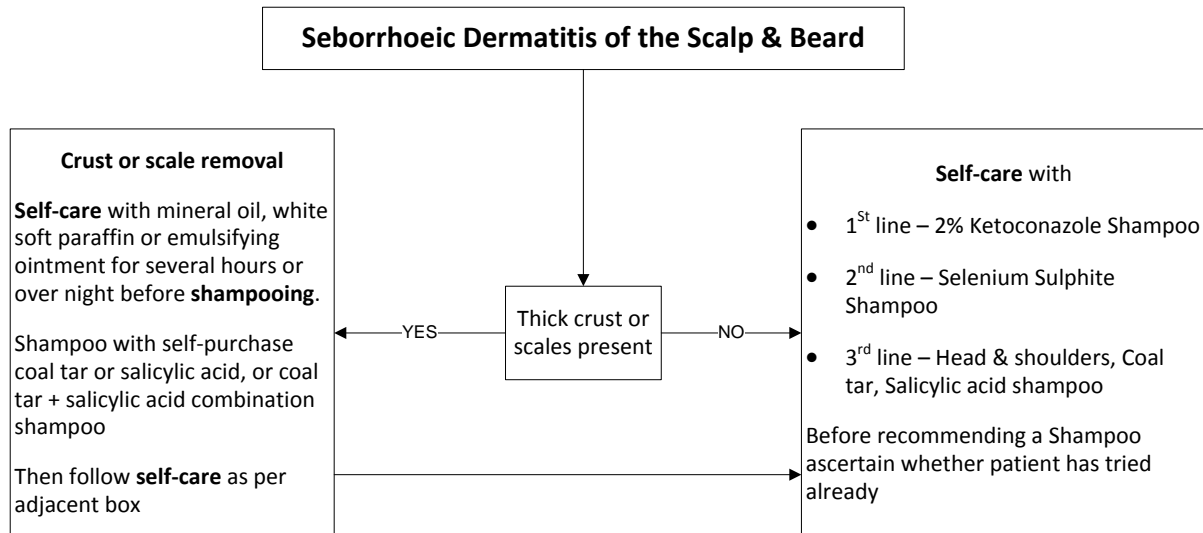 Seborrhoeic Dermatitis of the Scalp & Beard
Crust or scale removal
Self-care with mineral oil, white
soft paraffin or emulsifying
ointment for several hours or
over night before shampooing.
Shampoo with self-purchase
coal tar or salicylic acid, or coal
tar + salicylic acid combination
shampoo
Then follow self-care as per
adjacent box
YES
Thick crust or
scales present
NO
Self-care with
• 1St line – 2% Ketoconazole Shampoo
• 2nd line – Selenium Sulphite
Shampoo
• 3rd line – Head & shoulders, Coal
tar, Salicylic acid shampoo
Before recommending a Shampoo
ascertain whether patient has tried
already